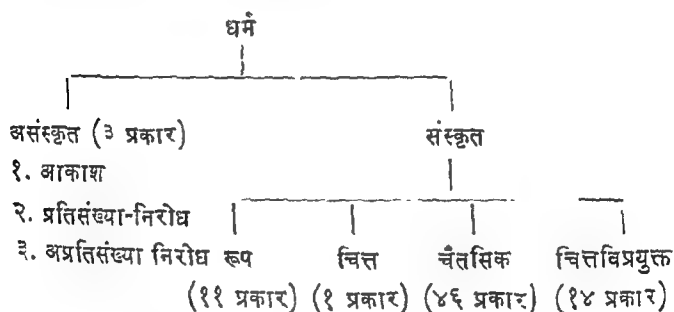 धर्म
असंस्कृत (३ प्रकार) संस्कृत
१. आकाश
२. प्रतिसंख्या-निरोध
३. अप्रतिसंख्या निरोध रूप चित्त चैतसिक चित्तविप्रयुक्त
(११ प्रकार) (१ प्रकार) (४६ प्रकार) (१४ प्रकार)